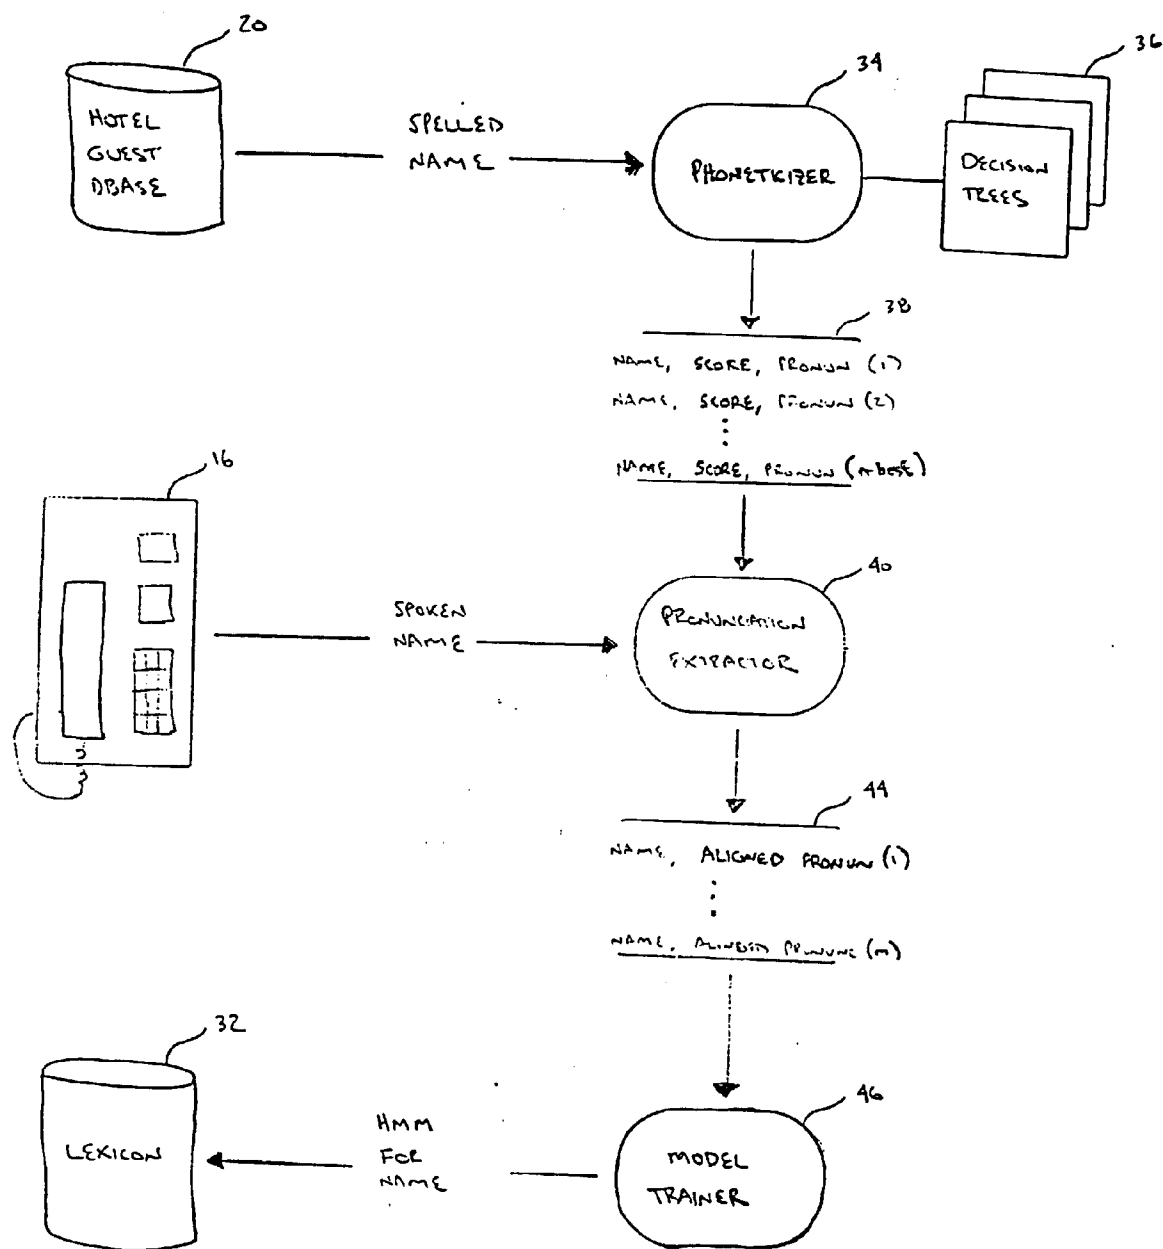 20
HOTEL
GUEST
DBASE
SPELLED
NAME
34
PHONETICIZER
36
DECISION
TREES
38
NAME, SCORE, PRONUN (1)
NAME, SCORE, PRONUN (2)
NAME, SCORE, PRONUN (n-best)
16
SPOKEN
NAME
40
PRONUNCIATION
EXTRACTOR
44
NAME, ALIGNED PRONUN (1)
NAME, ALIGNED PRONUN (m)
32
LEXICON
HMM
FOR
NAME
46
MODEL
TRAINER